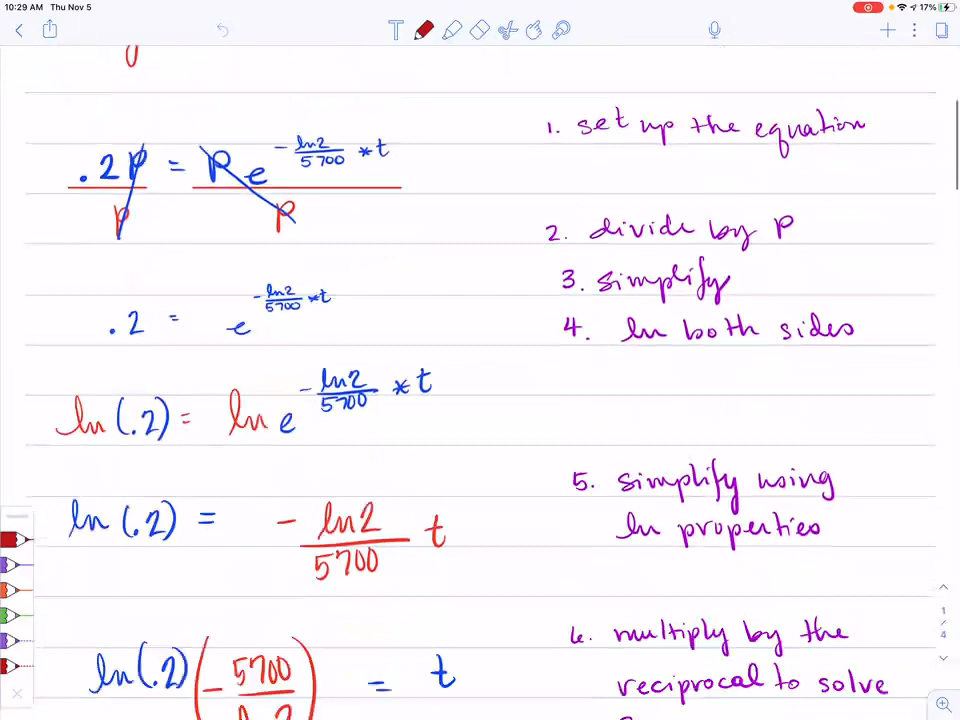 10:29 AM Thu Nov 5
17%
T
1. set up the equation
.2P = Pe^(-ln2/5700 * t)
P P
2. divide by P
3. simplify
.2 = e^(-ln2/5700 * t)
4. ln both sides
ln(.2) = ln e^(-ln2/5700 * t)
5. simplify using
ln properties
ln(.2) = - ln2/5700 t
6. multiply by the
reciprocal to solve
ln(.2)(- 5700/ln2) = t
1
/
4